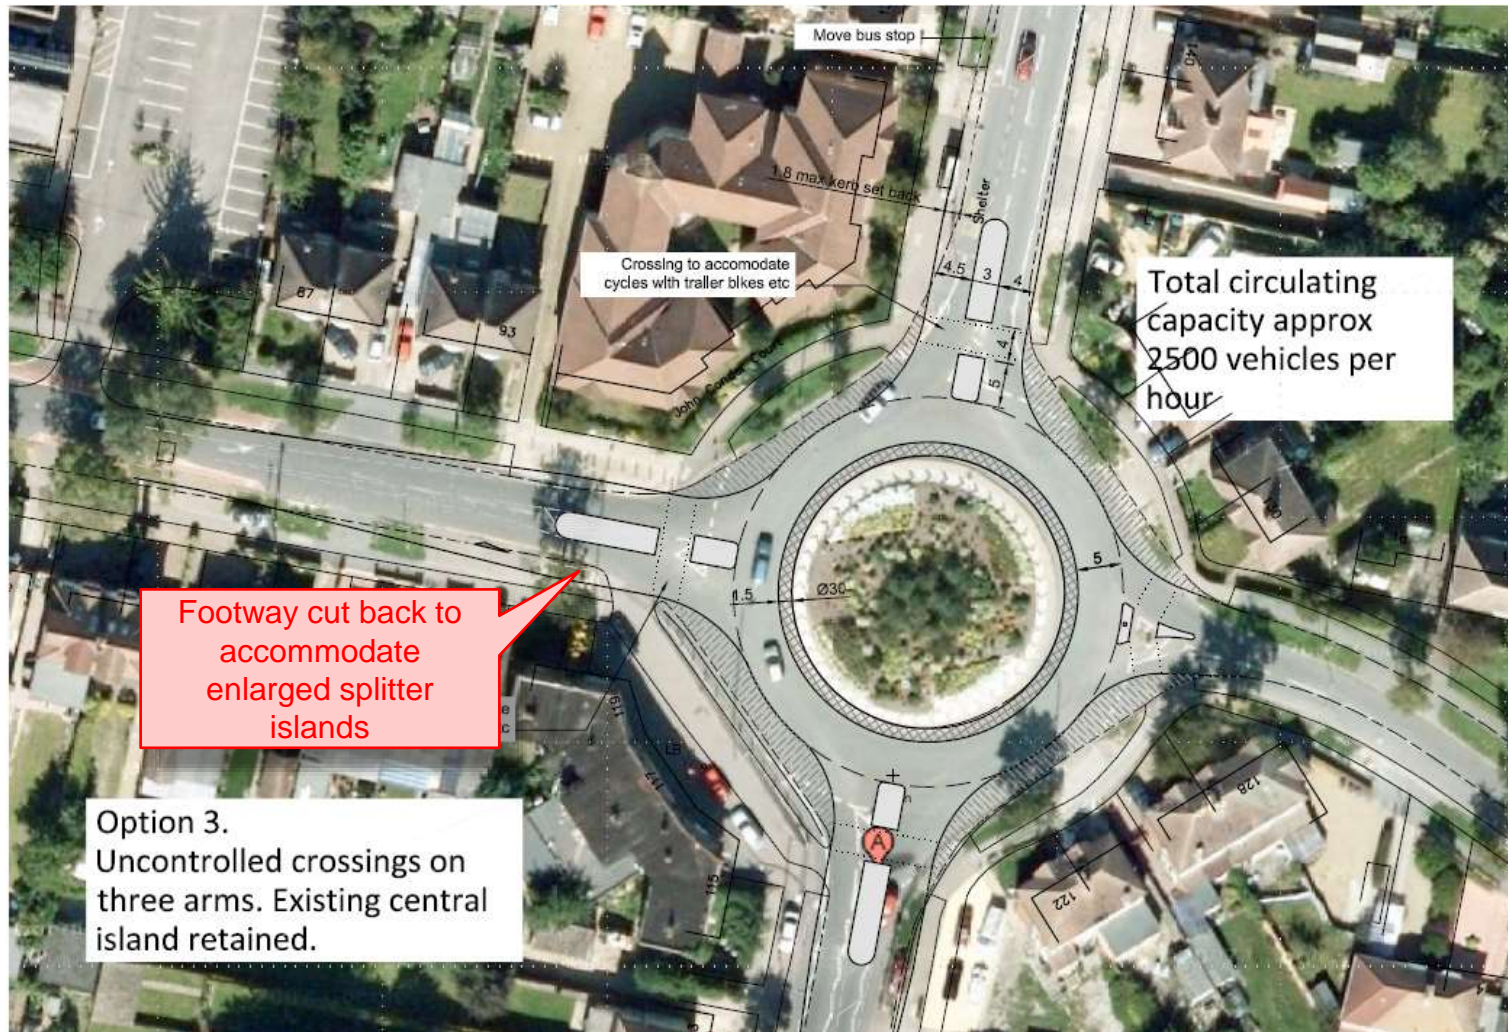 Move bus stop
140
1.8 max kerb set back
Shelter
Crossing to accomodate
cycles with trailer bikes etc
4.5
3
4
Total circulating
capacity approx
2500 vehicles per
hour
87
93
4
5
John Conder Court
5
1.5
Ø30
Footway cut back to
accommodate
enlarged splitter
islands
e
c
119
LB
117
115
A
128
122
Option 3.
Uncontrolled crossings on
three arms. Existing central
island retained.